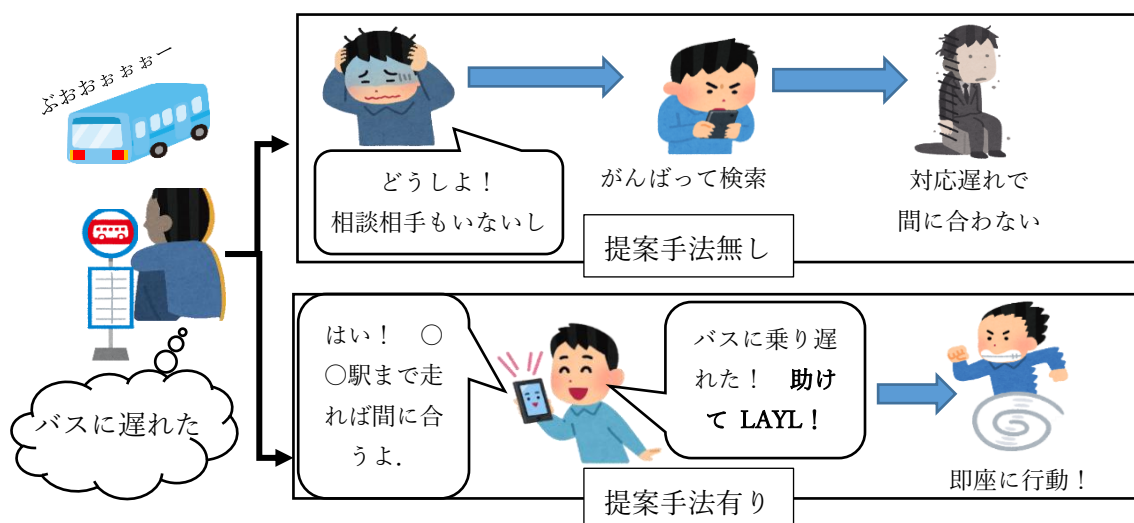 ぶおおぉぉぉー
バスに遅れた
どうしよ！
相談相手もいないし
がんばって検索
対応遅れで
間に合わない
提案手法無し
はい！　〇
〇駅まで走
れば間に合
うよ．
バスに乗り遅
れた！　助け
て LAYL！
即座に行動！
提案手法有り